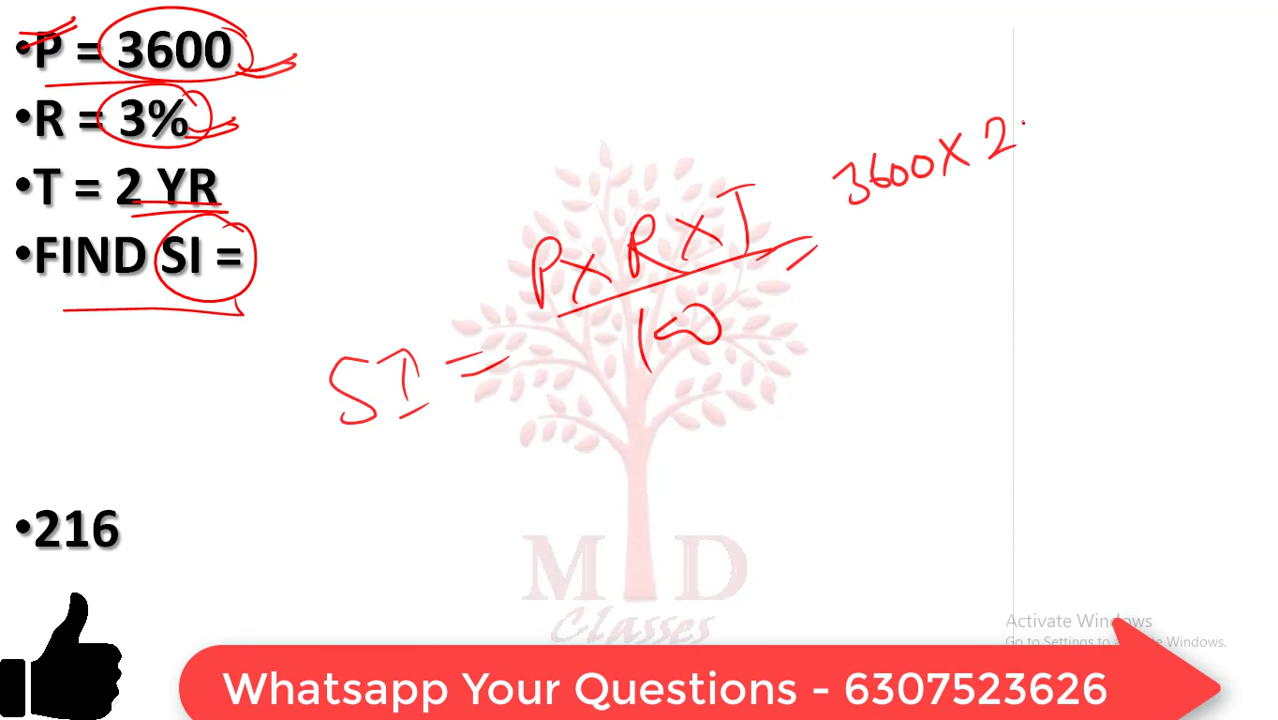 •P = 3600
•R = 3%
•T = 2 YR
•FIND SI =
SI = P X R X T =
100
3600 X 2
•216
M D
Classes
Activate Windows
Go to Settings to activate Windows.
Whatsapp Your Questions - 6307523626